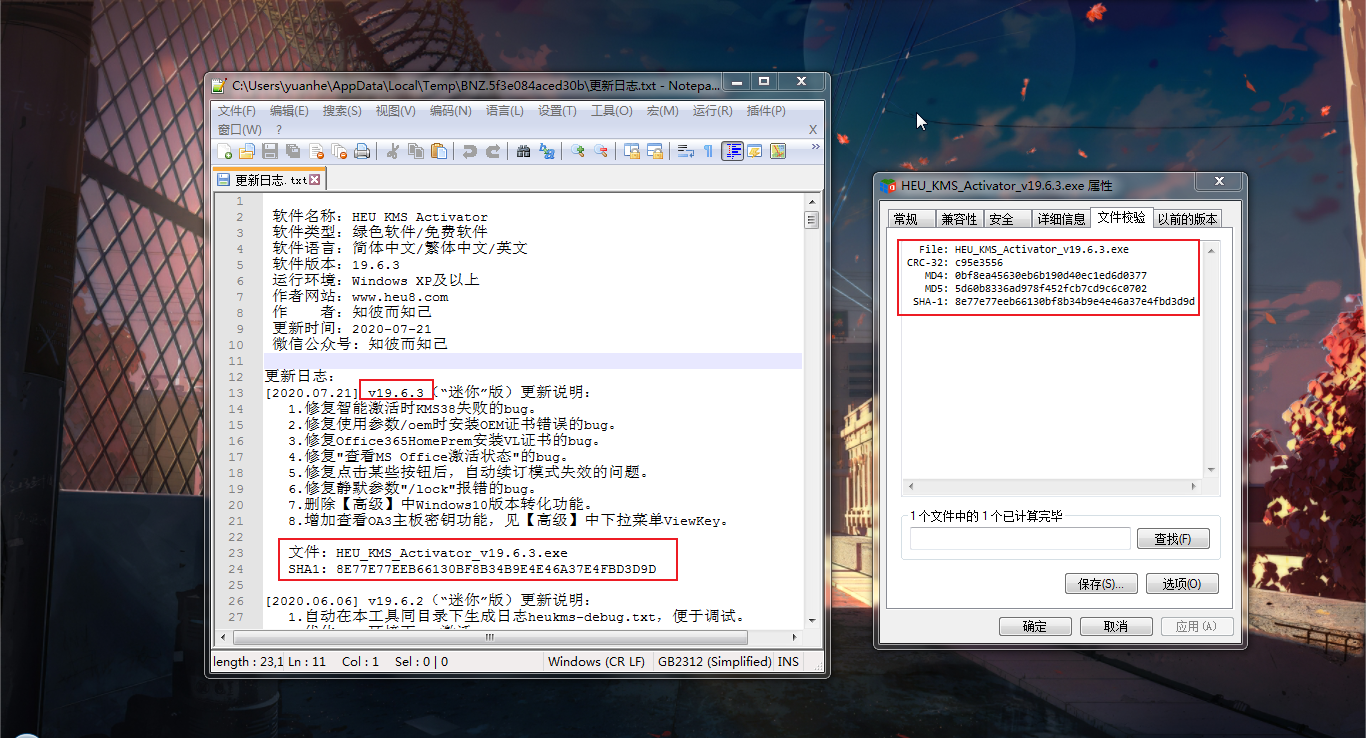 C:\Users\yuanhe\AppData\Local\Temp\BNZ.5f3e084aced30b\更新日志.txt - Notepa...
文件(F) 编辑(E) 搜索(S) 视图(V) 编码(N) 语言(L) 设置(T) 工具(O) 宏(M) 运行(R) 插件(P)
窗口(W) ? X
更新日志.txt
1
2 软件名称：HEU KMS Activator
3 软件类型：绿色软件/免费软件
4 软件语言：简体中文/繁体中文/英文
5 软件版本：19.6.3
6 运行环境：Windows XP及以上
7 作者网站：www.heu8.com
8 作 者：知彼而知己
9 更新时间：2020-07-21
10 微信公众号：知彼而知己
11
12 更新日志：
13 [2020.07.21] v19.6.3（“迷你”版）更新说明：
14 1.修复智能激活时KMS38失败的bug。
15 2.修复使用参数/oem时安装OEM证书错误的bug。
16 3.修复Office365HomePrem安装VL证书的bug。
17 4.修复"查看MS Office激活状态"的bug。
18 5.修复点击某些按钮后，自动续订模式失效的问题。
19 6.修复静默参数"/lock"报错的bug。
20 7.删除【高级】中Windows10版本转化功能。
21 8.增加查看OA3主板密钥功能，见【高级】中下拉菜单ViewKey。
22
23 文件：HEU_KMS_Activator_v19.6.3.exe
24 SHA1：8E77E77EEB66130BF8B34B9E4E46A37E4FBD3D9D
25
26 [2020.06.06] v19.6.2（“迷你”版）更新说明：
27 1.自动在本工具同目录下生成日志heukms-debug.txt，便于调试。
length : 23,1 Ln : 11 Col : 1 Sel : 0 | 0 Windows (CR LF) GB2312 (Simplified) INS
HEU_KMS_Activator_v19.6.3.exe 属性
常规 兼容性 安全 详细信息 文件校验 以前的版本
File: HEU_KMS_Activator_v19.6.3.exe
CRC-32: c95e3556
MD4: 0bf8ea45630eb6b190d40ec1ed6d0377
MD5: 5d60b8336ad978f452fcb7cd9c6c0702
SHA-1: 8e77e77eeb66130bf8b34b9e4e46a37e4fbd3d9d
1个文件中的 1个已计算完毕
查找(F)
保存(S)... 选项(O)
确定 取消 应用(A)